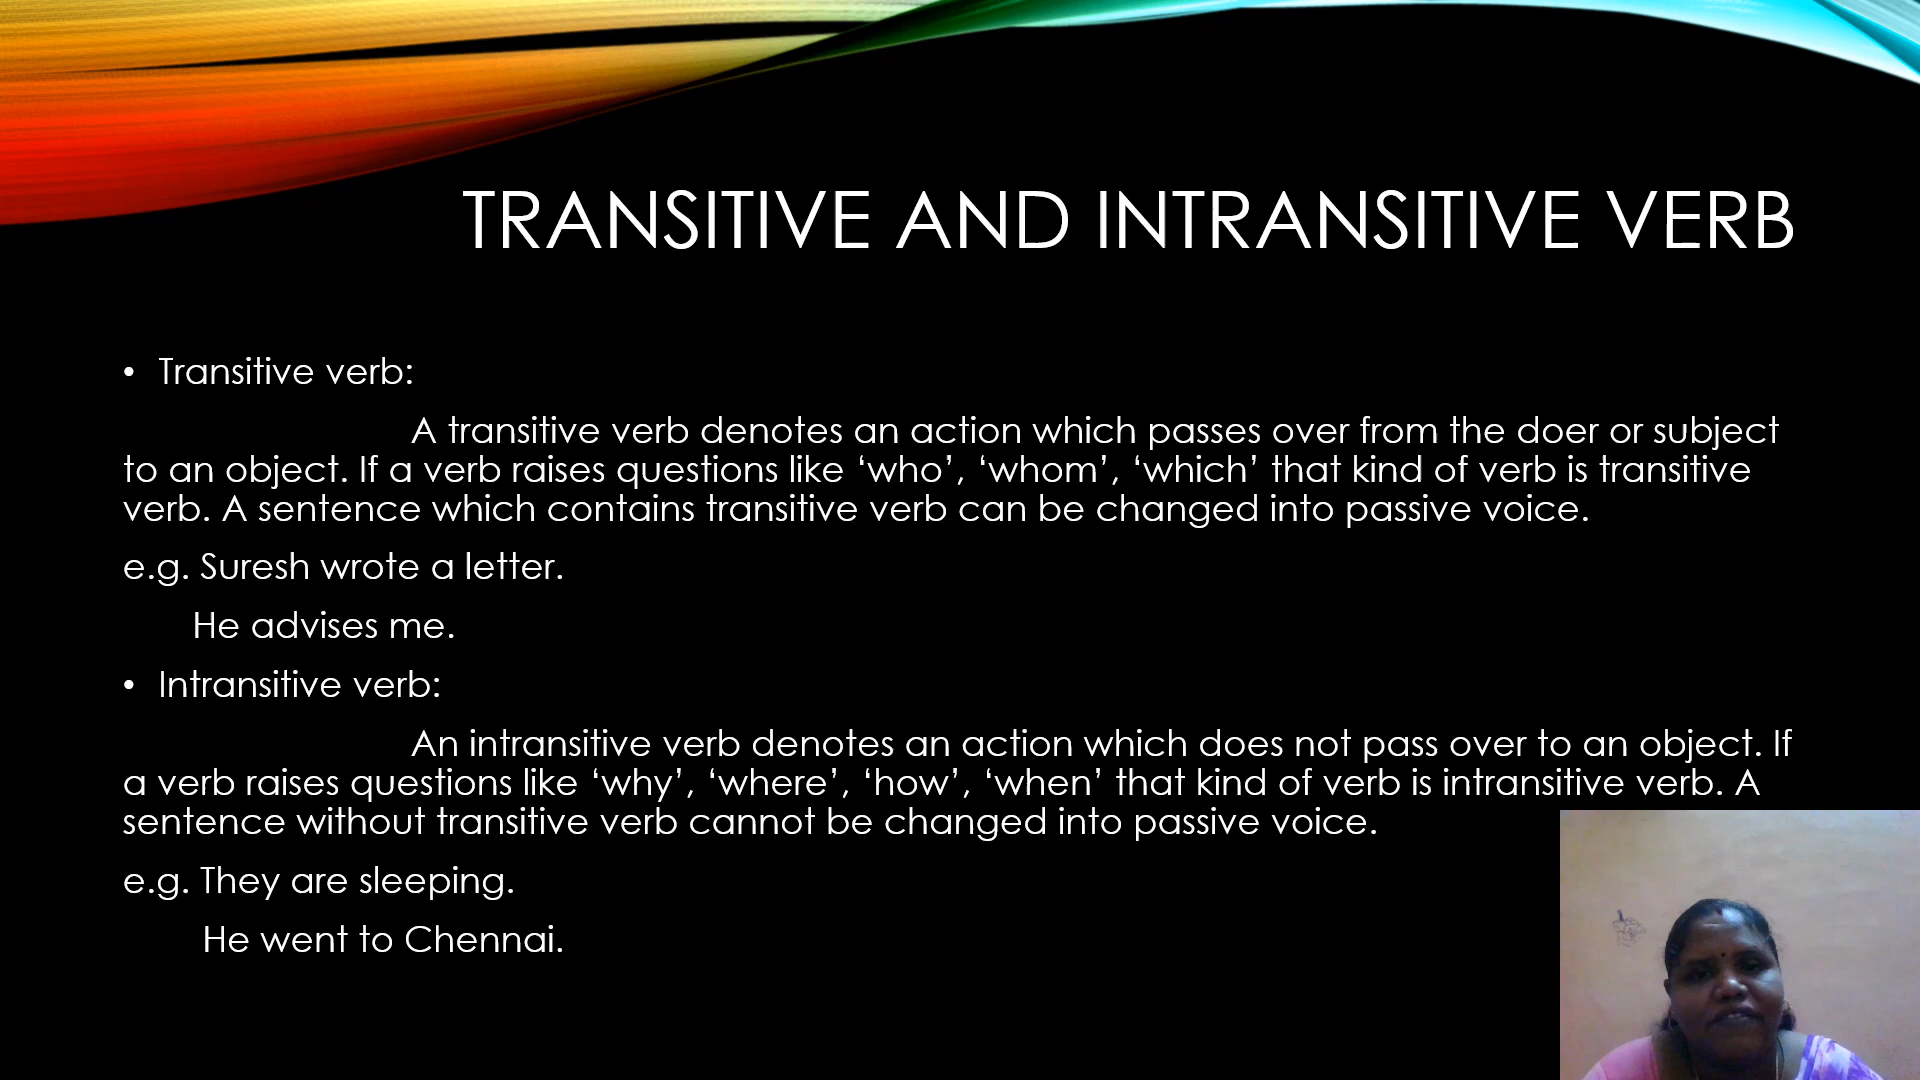 TRANSITIVE AND INTRANSITIVE VERB
• Transitive verb:
A transitive verb denotes an action which passes over from the doer or subject
to an object. If a verb raises questions like ‘who’, ‘whom’, ‘which’ that kind of verb is transitive
verb. A sentence which contains transitive verb can be changed into passive voice.
e.g. Suresh wrote a letter.
He advises me.
• Intransitive verb:
An intransitive verb denotes an action which does not pass over to an object. If
a verb raises questions like ‘why’, ‘where’, ‘how’, ‘when’ that kind of verb is intransitive verb. A
sentence without transitive verb cannot be changed into passive voice.
e.g. They are sleeping.
He went to Chennai.